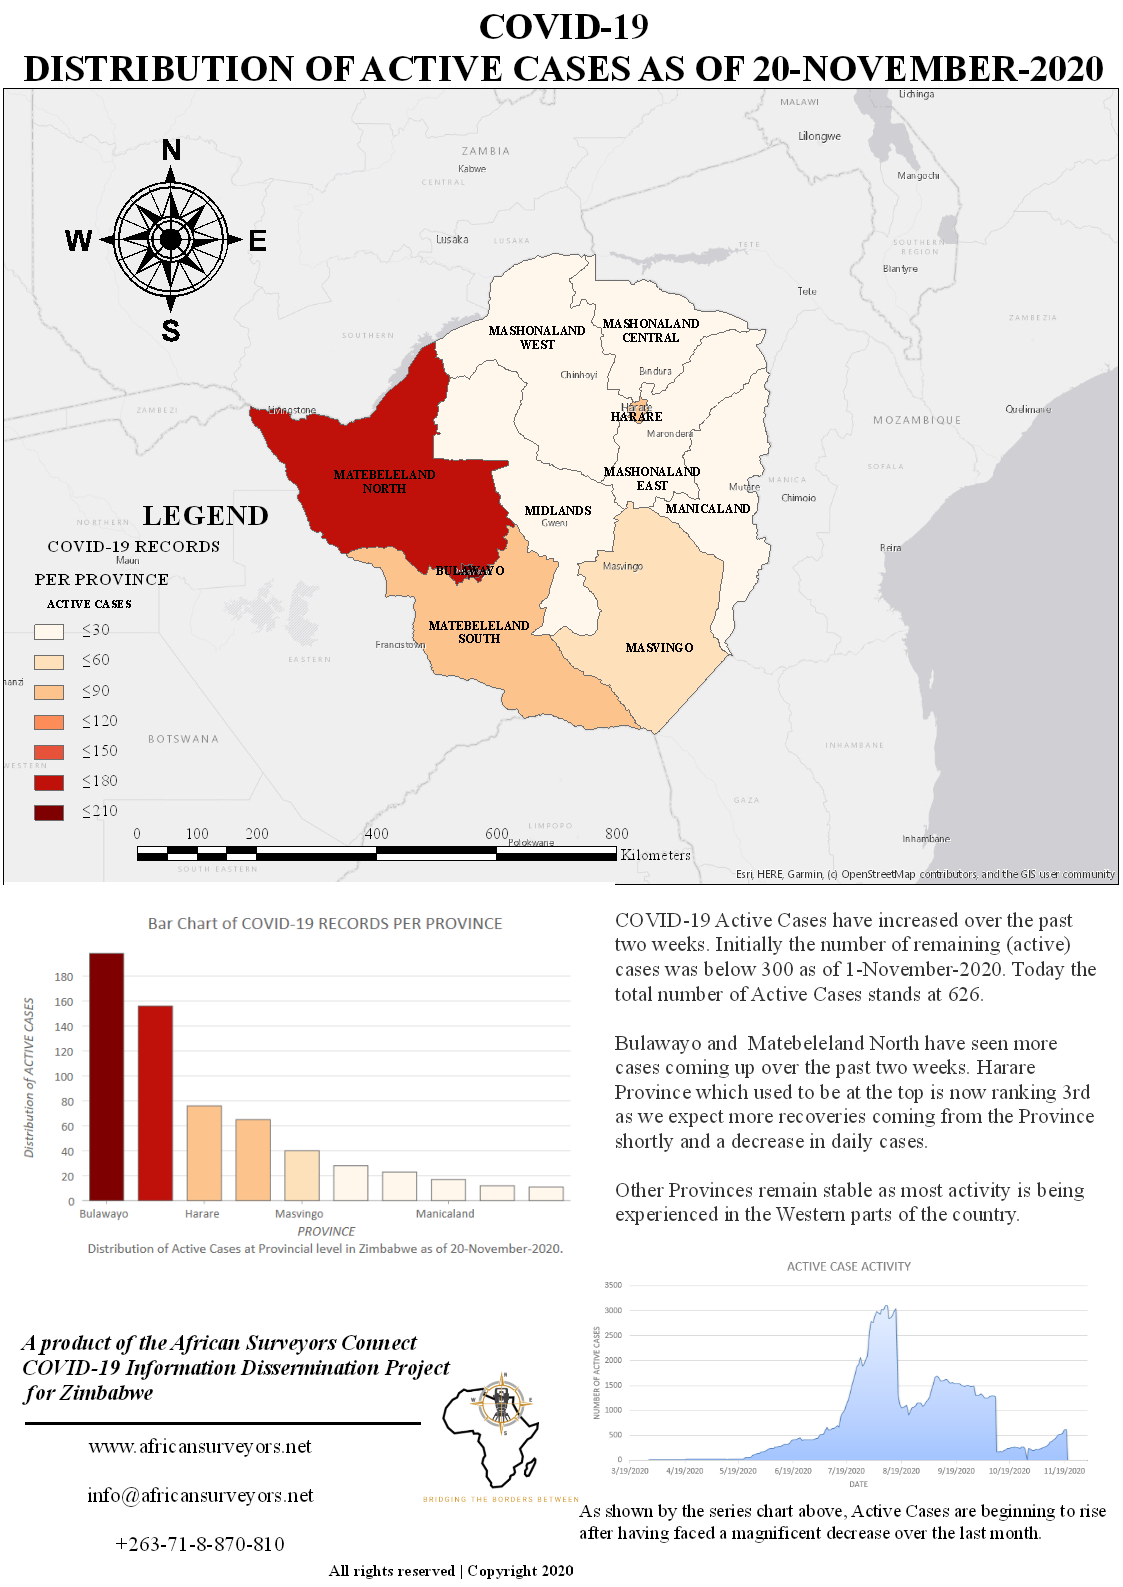 COVID-19
DISTRIBUTION OF ACTIVE CASES AS OF 20-NOVEMBER-2020
MALAWI
Lichinga
Lilongwe
ZAMBIA
Kabwe
Mangochi
CENTRAL
N
W
E
S
Lusaka
LUSAKA
TETE
SOUTHERN
REGION
Blantyre
Tete
ZAMBEZIA
SOUTHERN
MASHONALAND
WEST
MASHONALAND
CENTRAL
Chinhoyi
Bindura
ZAMBEZI
Livingstone
Harare
HARARE
Marondera
MOZAMBIQUE
Quelimane
MATEBELELAND
NORTH
MASHONALAND
EAST
SOFALA
MANICA
Mutare
Chimoio
MIDLANDS
Gweru
MANICALAND
NORTHERN
LEGEND
COVID-19 RECORDS
Maun
PER PROVINCE
ACTIVE CASES
≤30
≤60
≤90
≤120
≤150
≤180
≤210
BULAWAYO
Masvingo
Beira
MATEBELELAND
SOUTH
MASVINGO
Francistown
EASTERN
anzi
BOTSWANA
WESTERN
INHAMBANE
GAZA
LIMPOPO
Polokwane
Inhambane
SOUTH EASTERN
0 100 200 400 600 800
Kilometers
Esri, HERE, Garmin, (c) OpenStreetMap contributors, and the GIS user community
Bar Chart of COVID-19 RECORDS PER PROVINCE
Distribution of ACTIVE CASES
180
160
140
120
100
80
60
40
20
0
Bulawayo Harare Masvingo Manicaland
PROVINCE
Distribution of Active Cases at Provincial level in Zimbabwe as of 20-November-2020.
COVID-19 Active Cases have increased over the past
two weeks. Initially the number of remaining (active)
cases was below 300 as of 1-November-2020. Today the
total number of Active Cases stands at 626.
Bulawayo and Matebeleland North have seen more
cases coming up over the past two weeks. Harare
Province which used to be at the top is now ranking 3rd
as we expect more recoveries coming from the Province
shortly and a decrease in daily cases.
Other Provinces remain stable as most activity is being
experienced in the Western parts of the country.
ACTIVE CASE ACTIVITY
NUMBER OF ACTIVE CASES
3500
3000
2500
2000
1500
1000
500
0
3/19/2020 4/19/2020 5/19/2020 6/19/2020 7/19/2020 8/19/2020 9/19/2020 10/19/2020 11/19/2020
DATE
As shown by the series chart above, Active Cases are beginning to rise
after having faced a magnificent decrease over the last month.
A product of the African Surveyors Connect
COVID-19 Information Dissermination Project
for Zimbabwe
www.africansurveyors.net
info@africansurveyors.net
+263-71-8-870-810
N
W
E
S
BRIDGING THE BORDERS BETWEEN
All rights reserved | Copyright 2020